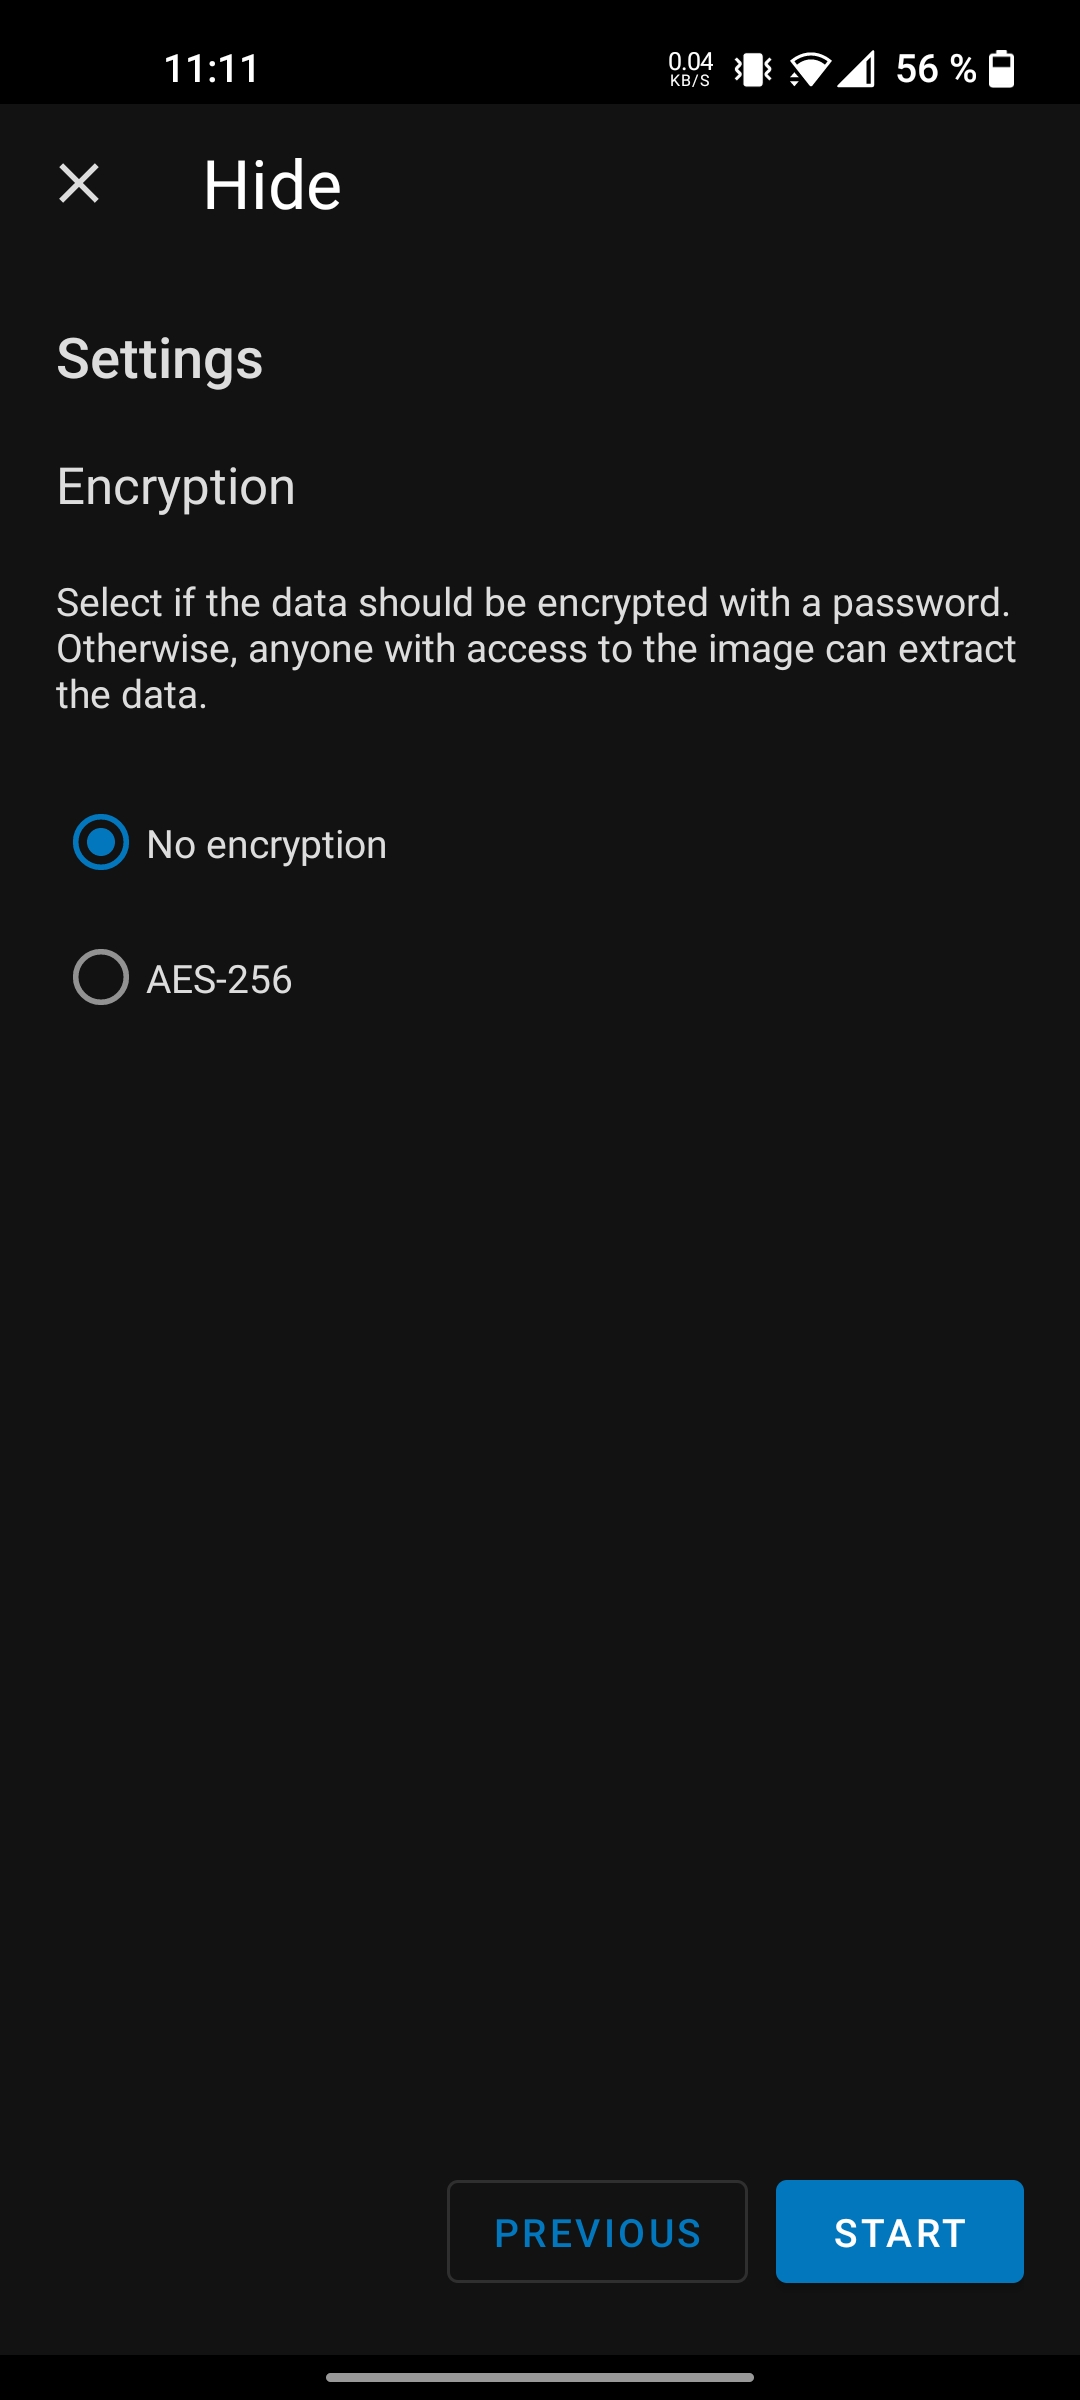 11:11
0.04
KB/S
56 %
Hide
Settings
Encryption
Select if the data should be encrypted with a password.
Otherwise, anyone with access to the image can extract
the data.
No encryption
AES-256
PREVIOUS
START